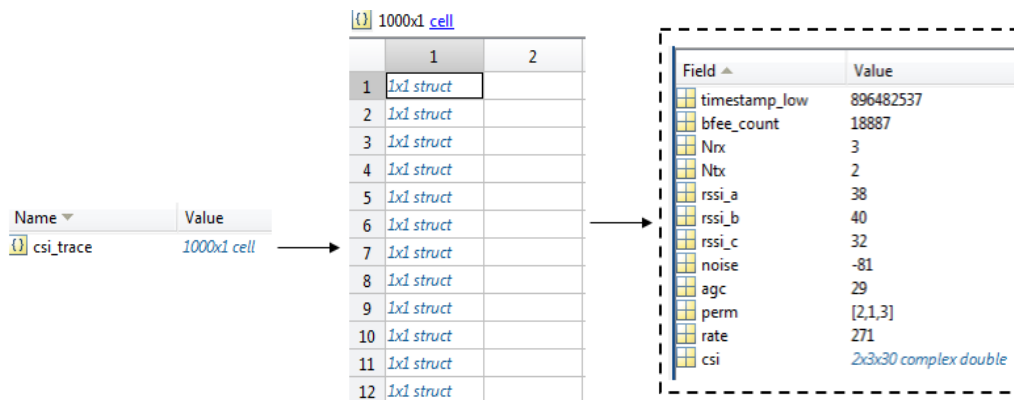 Name Value
csi_trace 1000x1 cell
{} 1000x1 cell
1 2
1 1x1 struct
2 1x1 struct
3 1x1 struct
4 1x1 struct
5 1x1 struct
6 1x1 struct
7 1x1 struct
8 1x1 struct
9 1x1 struct
10 1x1 struct
11 1x1 struct
12 1x1 struct
Field Value
timestamp_low 896482537
bfee_count 18887
Nrx 3
Ntx 2
rssi_a 38
rssi_b 40
rssi_c 32
noise -81
agc 29
perm [2,1,3]
rate 271
csi 2x3x30 complex double